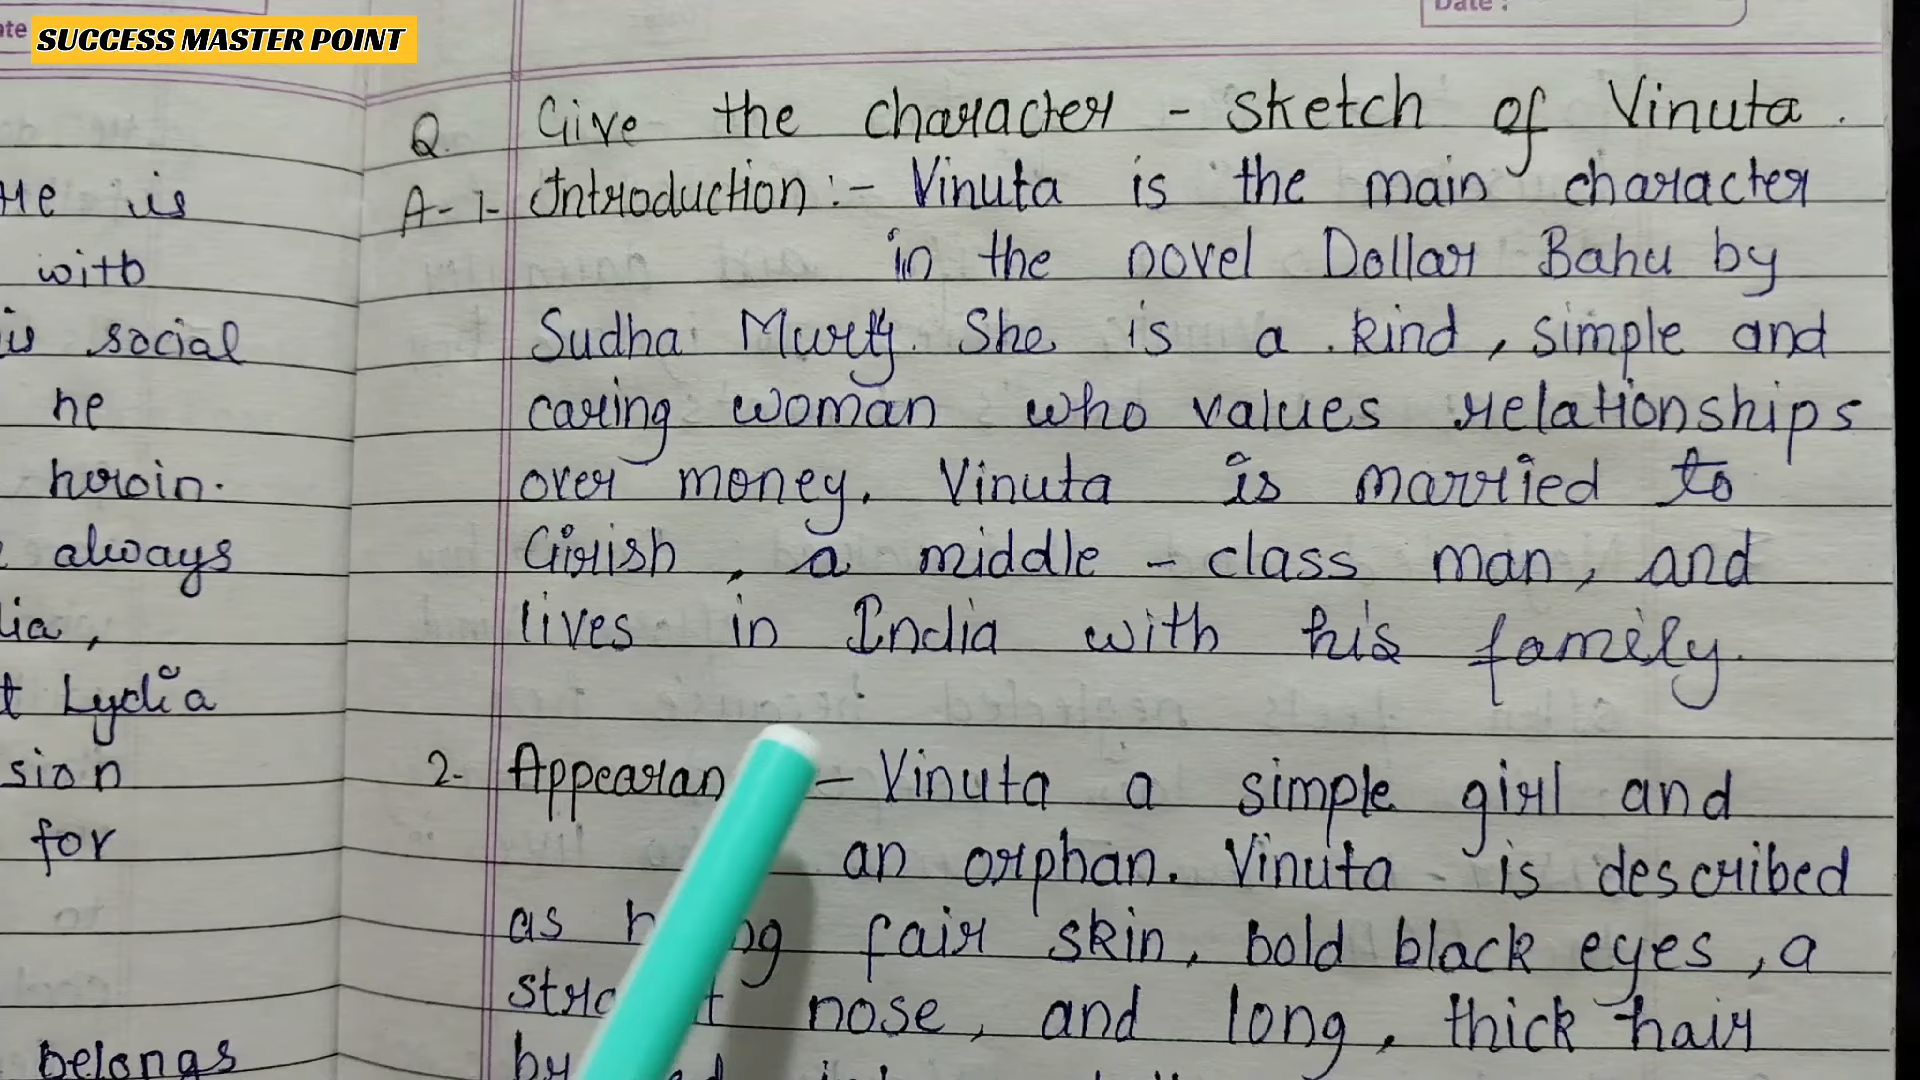 ate
SUCCESS MASTER POINT
Date :
He is
with
is social
he
heroin.
always
lia,
t Lydia
sion
for
belongs
Q. Give the character - sketch of Vinuta.
A-1- Introduction :- Vinuta is the main character
in the novel Dollar Bahu by
Sudha Murty. She is a kind, simple and
caring woman who values relationships
over money. Vinuta is married to
Girish, a middle - class man, and
lives in India with his family.
2- Appearan - Vinuta a simple girl and
an orphan. Vinuta is described
as fair skin, bold black eyes, a
nose, and long, thick hair